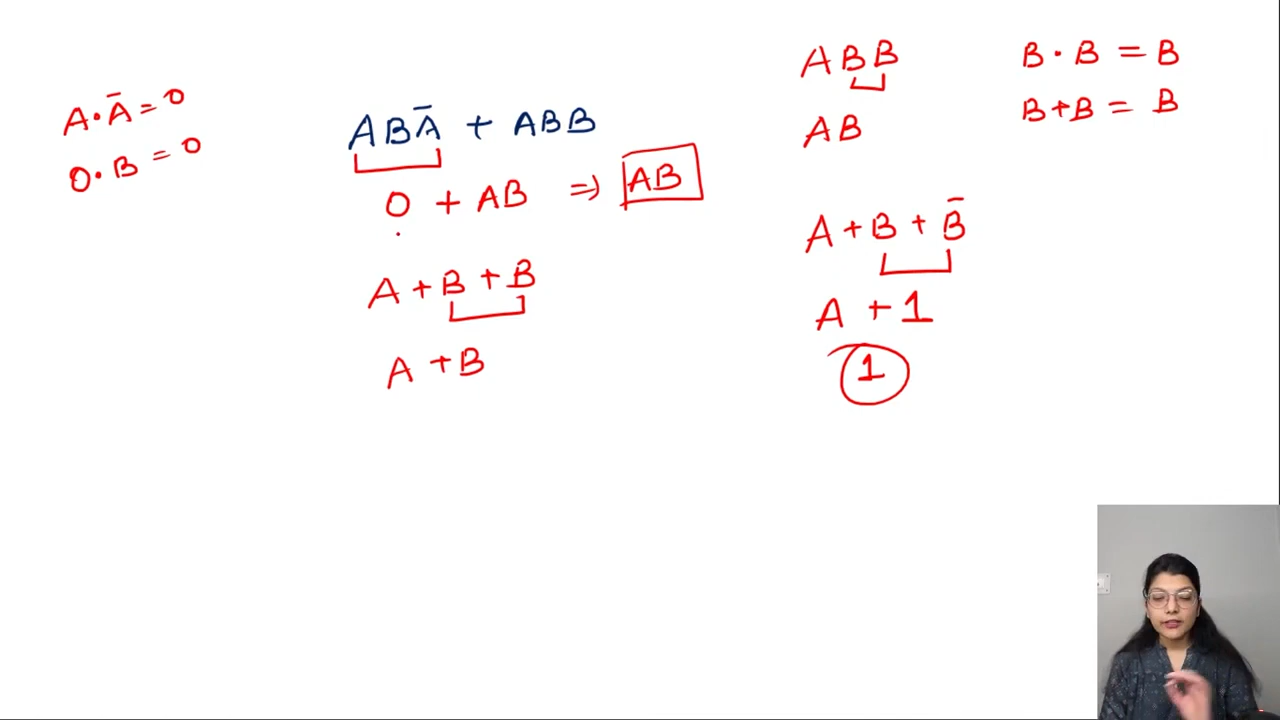 A·Ā=0
0·B=0
ABĀ + ABB
0 + AB ⇒ AB
A+B+B
A+B
ABB
AB
A+B+B̄
A+1
1
B·B=B
B+B=B